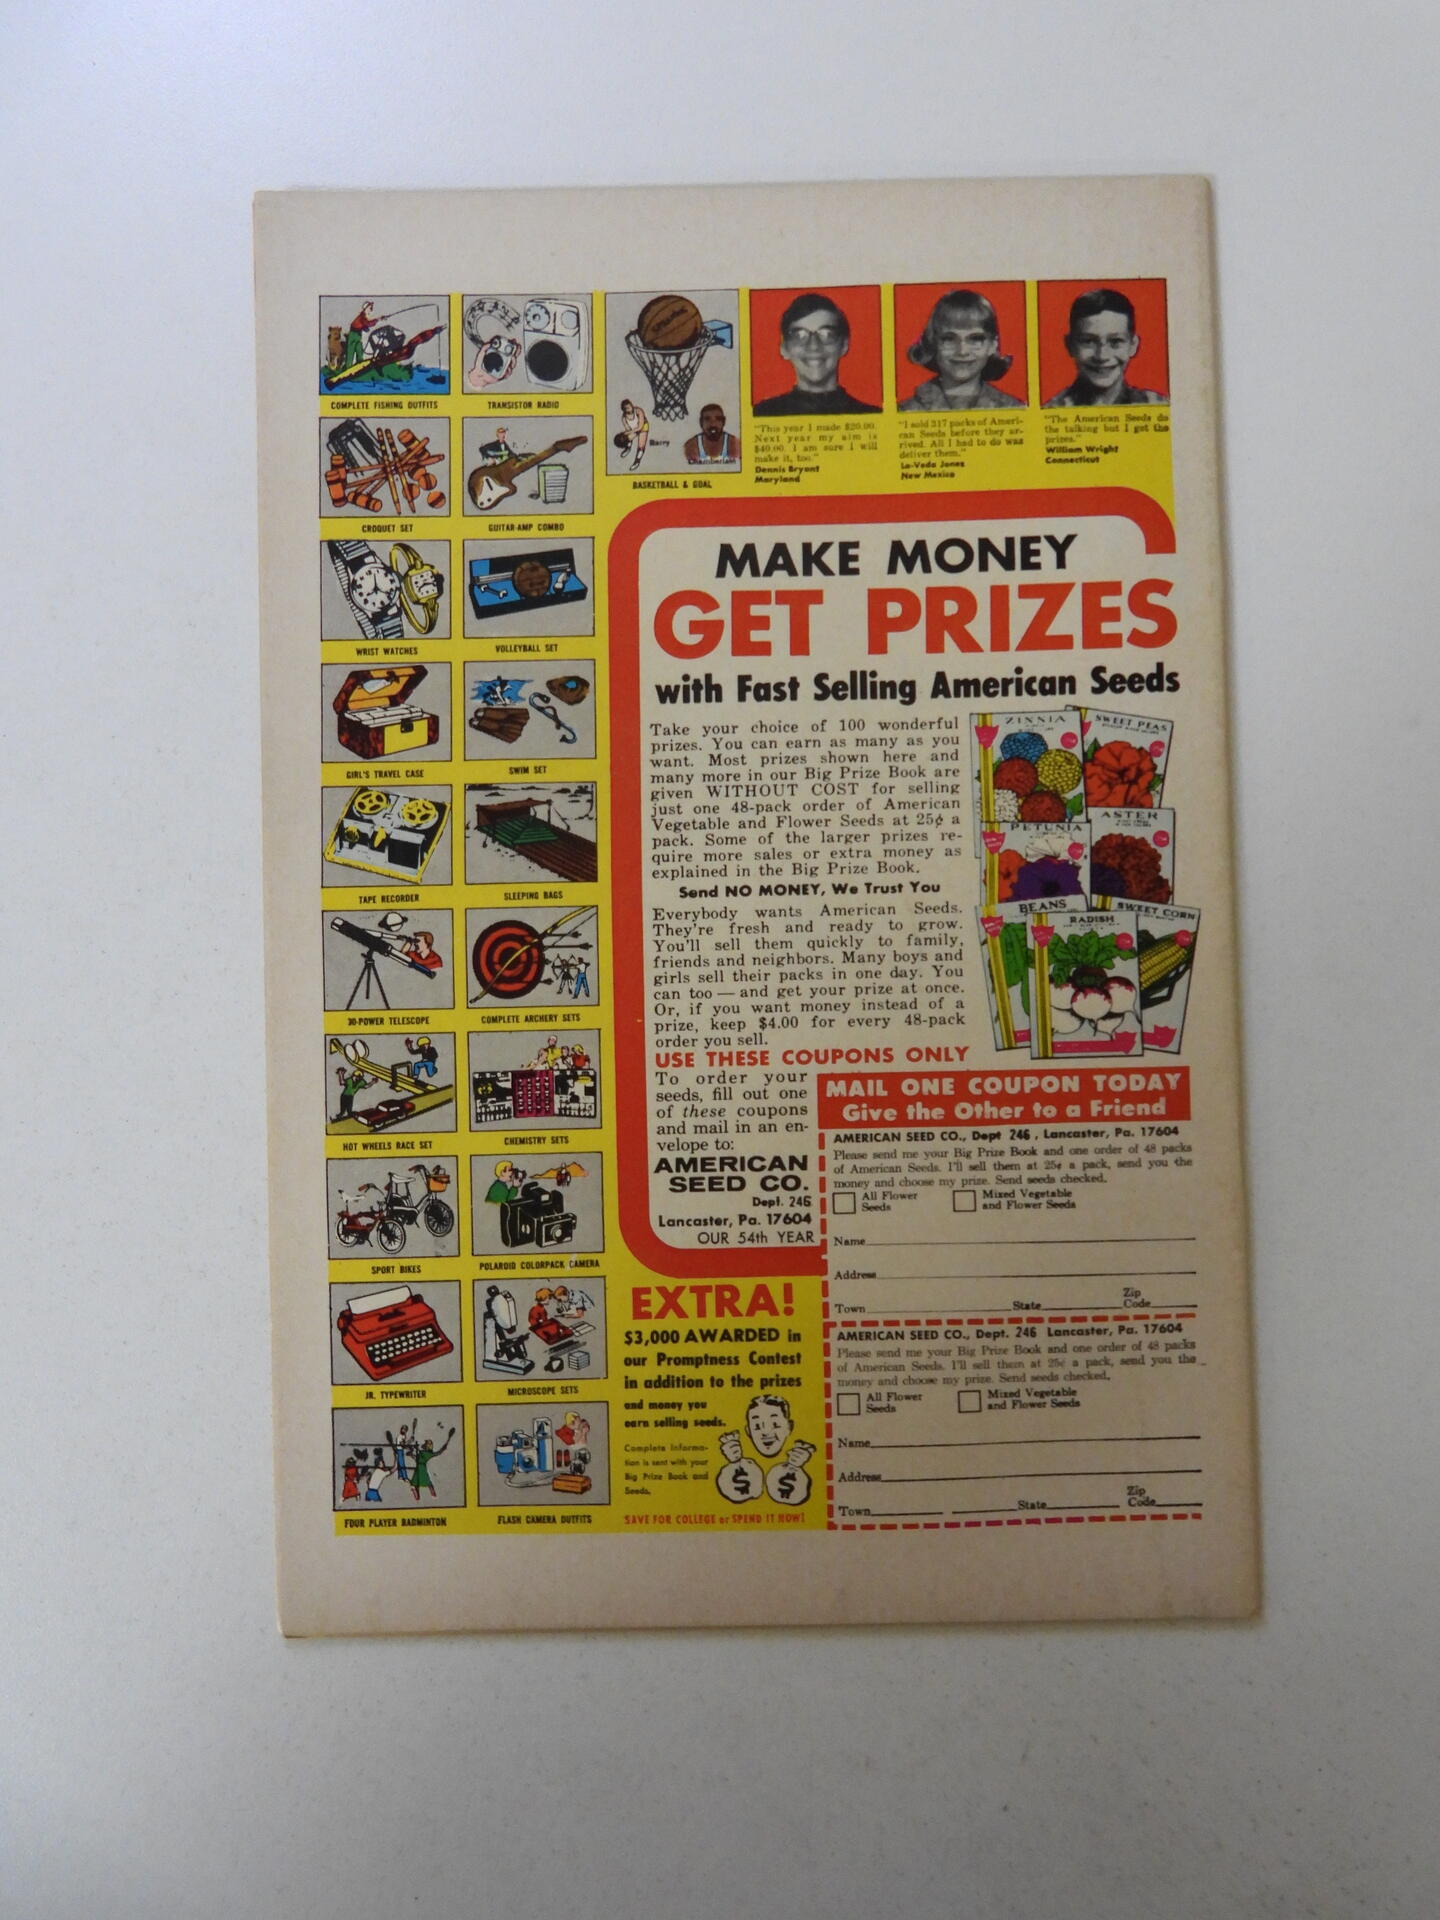 COMPLETE FISHING OUTFITS
TRANSISTOR RADIO
CROQUET SET
GUITAR-AMP COMBO
WRIST WATCHES
VOLLEYBALL SET
GIRL'S TRAVEL CASE
SWIM SET
TAPE RECORDER
SLEEPING BAGS
30-POWER TELESCOPE
COMPLETE ARCHERY SETS
HOT WHEELS RACE SET
CHEMISTRY SETS
SPORT BIKES
POLAROID COLORPACK CAMERA
JR. TYPEWRITER
MICROSCOPE SETS
FOUR PLAYER BADMINTON
FLASH CAMERA OUTFITS
Barry
Chamberlain
BASKETBALL & GOAL
"This year I made $20.00.
Next year my aim is
$40.00. I am sure I will
make it, too."
Dennis Bryant
Maryland
"I sold 317 packs of Ameri-
can Seeds before they ar-
rived. All I had to do was
deliver them."
La-Veda Jones
New Mexico
"The American Seeds do
the talking but I get the
prizes."
William Wright
Connecticut
MAKE MONEY
GET PRIZES
with Fast Selling American Seeds
Take your choice of 100 wonderful
prizes. You can earn as many as you
want. Most prizes shown here and
many more in our Big Prize Book are
given WITHOUT COST for selling
just one 48-pack order of American
Vegetable and Flower Seeds at 25¢ a
pack. Some of the larger prizes re-
quire more sales or extra money as
explained in the Big Prize Book.
Send NO MONEY, We Trust You
Everybody wants American Seeds.
They're fresh and ready to grow.
You'll sell them quickly to family,
friends and neighbors. Many boys and
girls sell their packs in one day. You
can too — and get your prize at once.
Or, if you want money instead of a
prize, keep $4.00 for every 48-pack
order you sell.
ZINNIA
SWEET PEAS
PETUNIA
ASTER
BEANS
RADISH
SWEET CORN
USE THESE COUPONS ONLY
To order your
seeds, fill out one
of these coupons
and mail in an en-
velope to:
AMERICAN
SEED CO.
Dept. 246
Lancaster, Pa. 17604
OUR 54th YEAR
MAIL ONE COUPON TODAY
Give the Other to a Friend
AMERICAN SEED CO., Dept 246, Lancaster, Pa. 17604
Please send me your Big Prize Book and one order of 48 packs
of American Seeds. I'll sell them at 25¢ a pack, send you the
money and choose my prize. Send seeds checked.
All Flower Seeds
Mixed Vegetable and Flower Seeds
Name
Address
Town State Zip Code
AMERICAN SEED CO., Dept. 246 Lancaster, Pa. 17604
Please send me your Big Prize Book and one order of 48 packs
of American Seeds. I'll sell them at 25¢ a pack, send you the
money and choose my prize. Send seeds checked.
All Flower Seeds
Mixed Vegetable and Flower Seeds
Name
Address
Town State Zip Code
EXTRA!
$3,000 AWARDED in
our Promptness Contest
in addition to the prizes
and money you
earn selling seeds.
Complete Informa-
tion is sent with your
Big Prize Book and
Seeds.
$ $
SAVE FOR COLLEGE or SPEND IT NOW!